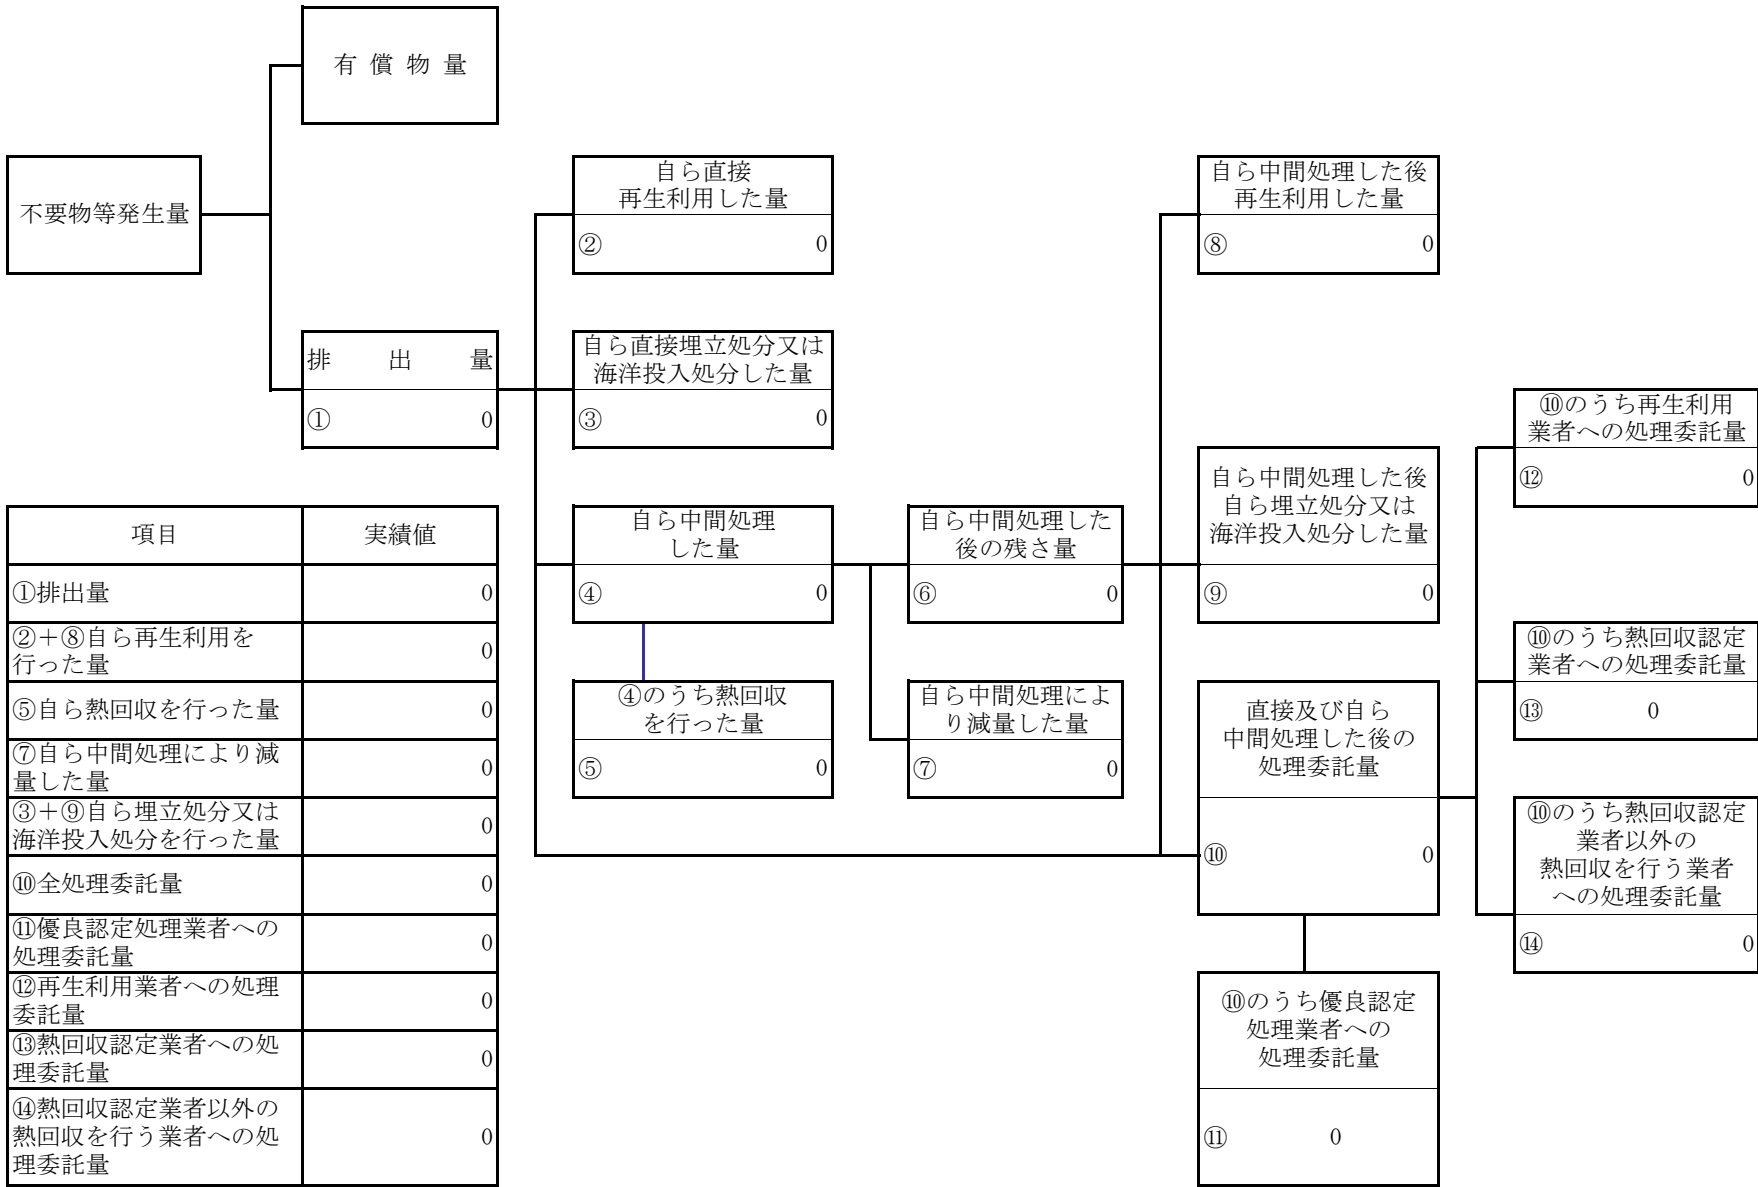 有 償 物 量
不要物等発生量
排 出 量
① 0
自ら直接
再生利用した量
② 0
自ら直接埋立処分又は
海洋投入処分した量
③ 0
自ら中間処理
した量
④ 0
④のうち熱回収
を行った量
⑤ 0
自ら中間処理した
後の残さ量
⑥ 0
自ら中間処理によ
り減量した量
⑦ 0
自ら中間処理した後
再生利用した量
⑧ 0
自ら中間処理した後
自ら埋立処分又は
海洋投入処分した量
⑨ 0
直接及び自ら
中間処理した後の
処理委託量
⑩ 0
⑩のうち優良認定
処理業者への
処理委託量
⑪ 0
⑩のうち再生利用
業者への処理委託量
⑫ 0
⑩のうち熱回収認定
業者への処理委託量
⑬ 0
⑩のうち熱回収認定
業者以外の
熱回収を行う業者
への処理委託量
⑭ 0
項目 実績値
①排出量 0
②＋⑧自ら再生利用を
行った量 0
⑤自ら熱回収を行った量 0
⑦自ら中間処理により減
量した量 0
③＋⑨自ら埋立処分又は
海洋投入処分を行った量 0
⑩全処理委託量 0
⑪優良認定処理業者への
処理委託量 0
⑫再生利用業者への処理
委託量 0
⑬熱回収認定業者への処
理委託量 0
⑭熱回収認定業者以外の
熱回収を行う業者への処 0
理委託量